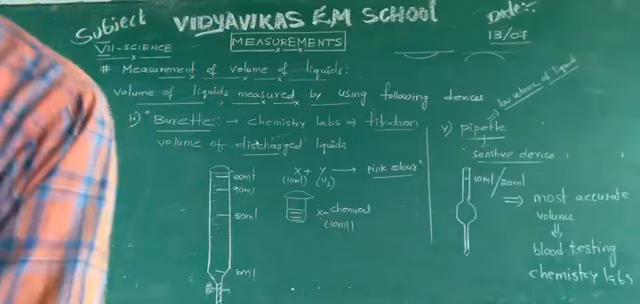 Subject
VIDYAVIKAS E.M SCHOOL
Date:-
13/07
VII-SCIENCE
MEASUREMENTS
# Measurement of volume of liquids:
Volume of liquids measured by using following devices
low volume of liquid
Burette: → chemistry labs → titration
volume of discharged liquids
v) pipette
sensitive device
100ml
90ml
50ml
0ml
X + Y → pink colour
(10ml) (V2)
X- chemical
(10ml)
10ml/20ml
⇒ most accurate
volume
⇓
blood testing
chemistry labs